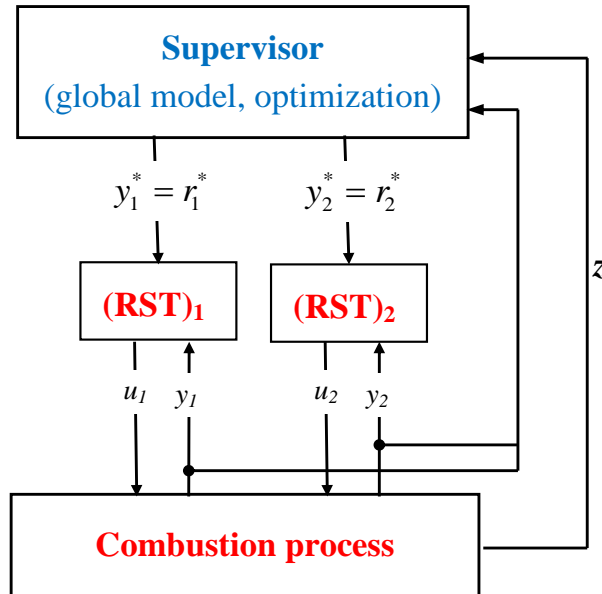 Supervisor
(global model, optimization)
y₁* = r₁* y₂* = r₂*
z
(RST)₁ (RST)₂
u₁ y₁ u₂ y₂
Combustion process